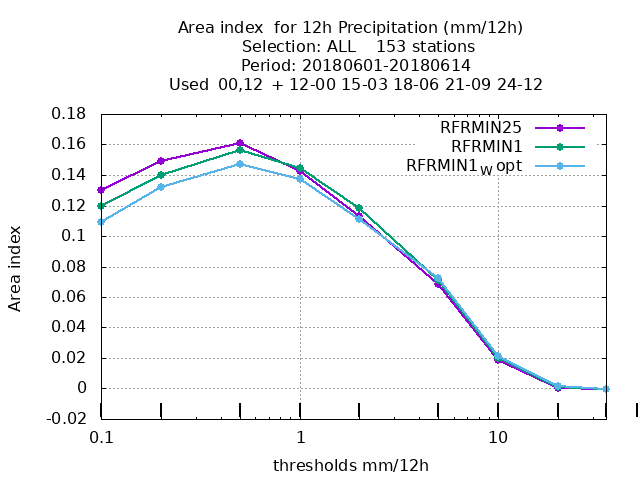 Area index  for 12h Precipitation (mm/12h)
Selection: ALL    153 stations
Period: 20180601-20180614
Used  00,12  + 12-00 15-03 18-06 21-09 24-12
0.18
0.16
0.14
0.12
0.1
0.08
0.06
0.04
0.02
0
-0.02
Area index
RFRMIN25
RFRMIN1
RFRMIN1Wopt
0.1 1 10
thresholds mm/12h